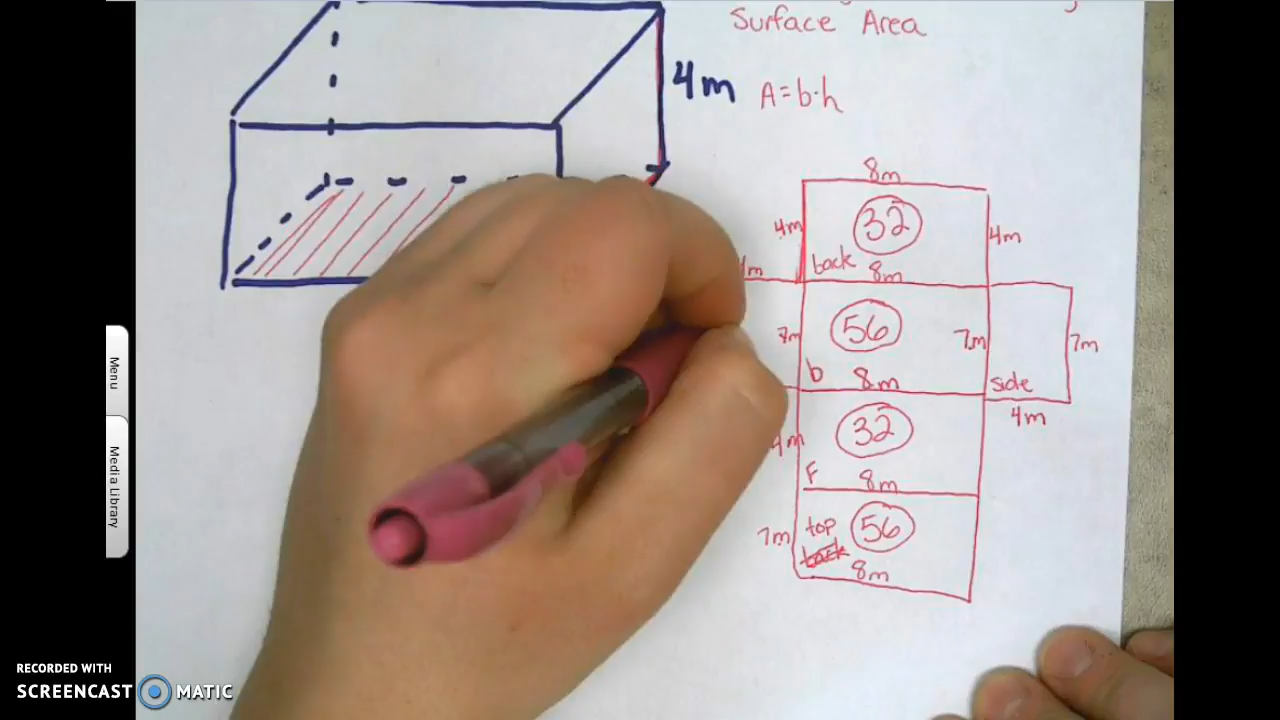 Surface Area
4m
A=b·h
8m
4m
32
4m
back
8m
7m
56
7m
7m
b
8m
side
4m
4m
32
F
8m
7m
top
56
back
8m
Menu
Media Library
RECORDED WITH
SCREENCAST MATIC